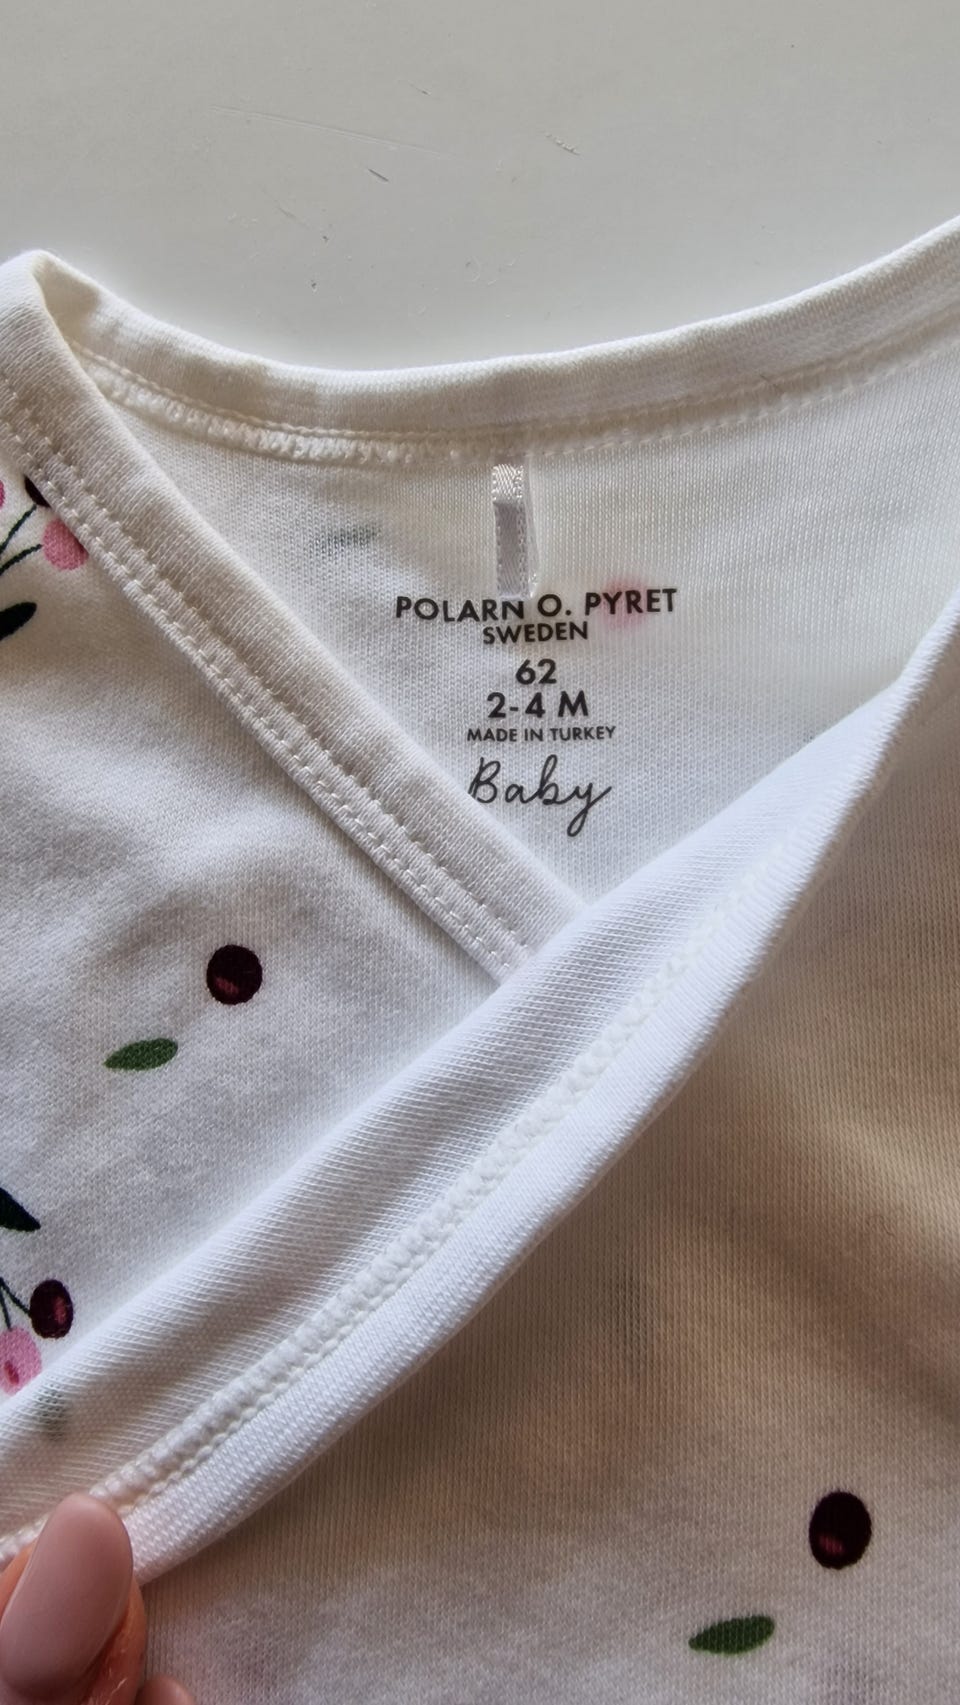 POLARN O. PYRET
SWEDEN
62
2-4 M
MADE IN TURKEY
Baby